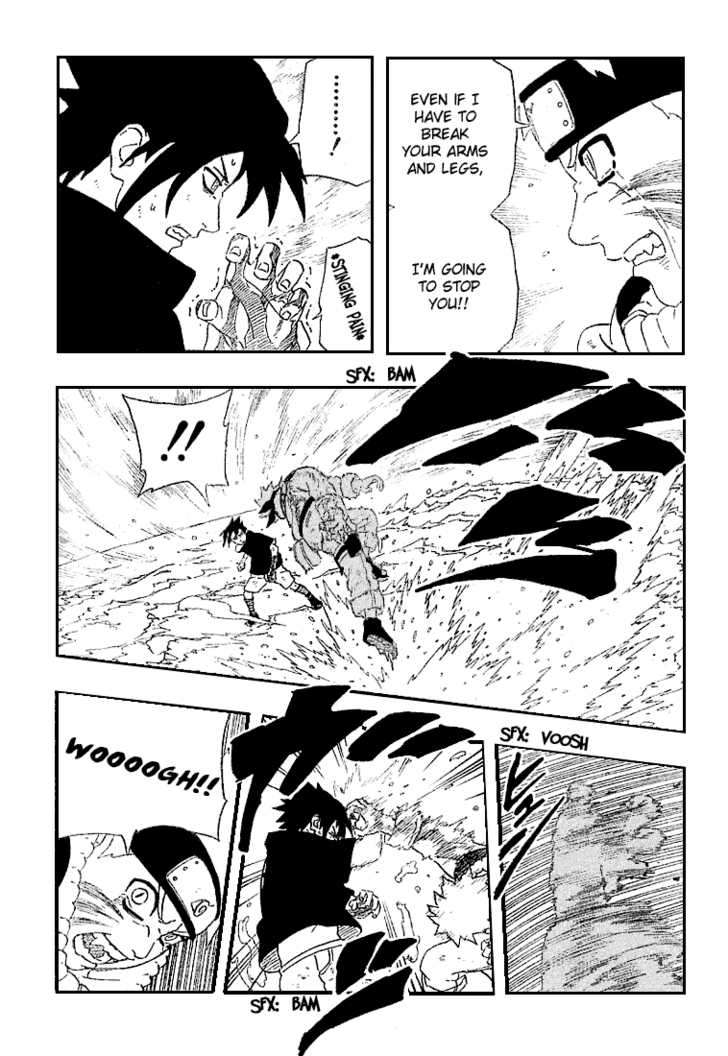 EVEN IF I
HAVE TO
BREAK
YOUR ARMS
AND LEGS,
I'M GOING
TO STOP
YOU!!
.........!
*STINGING PAIN*
SFX: BAM
!!
SFX: VOOSH
SFX: BAM
WOOOOGH!!